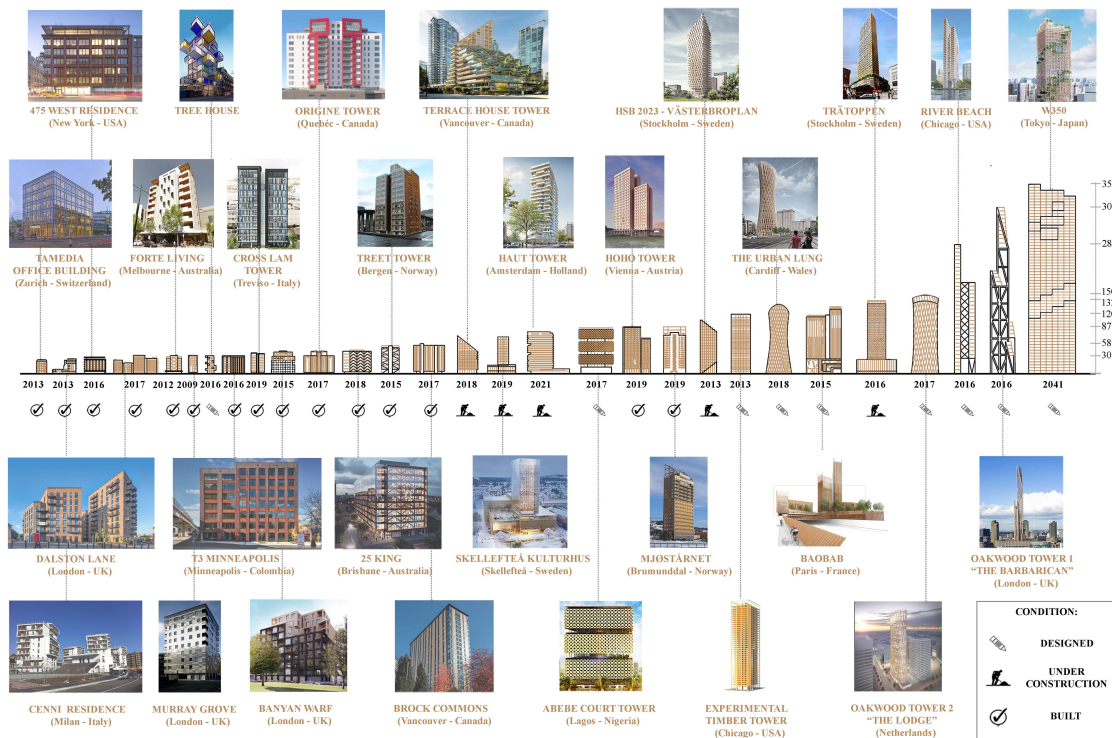 475 WEST RESIDENCE
(New York - USA)
TREE HOUSE
ORIGINE TOWER
(Quebéc - Canada)
TERRACE HOUSE TOWER
(Vancouver - Canada)
HSB 2023 - VÄSTERBROPLAN
(Stockholm - Sweden)
TRÄTOPPEN
(Stockholm - Sweden)
RIVER BEACH
(Chicago - USA)
W350
(Tokyo - Japan)
TAMEDIA
OFFICE BUILDING
(Zurich - Switzerland)
FORTE LIVING
(Melbourne - Australia)
CROSS LAM
TOWER
(Treviso - Italy)
TREET TOWER
(Bergen - Norway)
HAUT TOWER
(Amsterdam - Holland)
HOHO TOWER
(Vienna - Austria)
THE URBAN LUNG
(Cardiff - Wales)
35
30
28
150
132
120
88
58
30
2013 2013 2016 2017 2012 2009 2016 2016 2019 2015 2017 2018 2015 2017 2018 2019 2021 2017 2019 2019 2013 2013 2018 2015 2016 2017 2016 2016 2041
DALSTON LANE
(London - UK)
T3 MINNEAPOLIS
(Minneapolis - Colombia)
25 KING
(Brisbane - Australia)
SKELLEFTEÅ KULTURHUS
(Skellefteå - Sweden)
MJØSTÅRNET
(Brumunddal - Norway)
BAOBAB
(Paris - France)
OAKWOOD TOWER 1
“THE BARBARICAN”
(London - UK)
CENNI RESIDENCE
(Milan - Italy)
MURRAY GROVE
(London - UK)
BANYAN WARF
(London - UK)
BROCK COMMONS
(Vancouver - Canada)
ABEBE COURT TOWER
(Lagos - Nigeria)
EXPERIMENTAL
TIMBER TOWER
(Chicago - USA)
OAKWOOD TOWER 2
“THE LODGE”
(Netherlands)
CONDITION:
DESIGNED
UNDER
CONSTRUCTION
BUILT